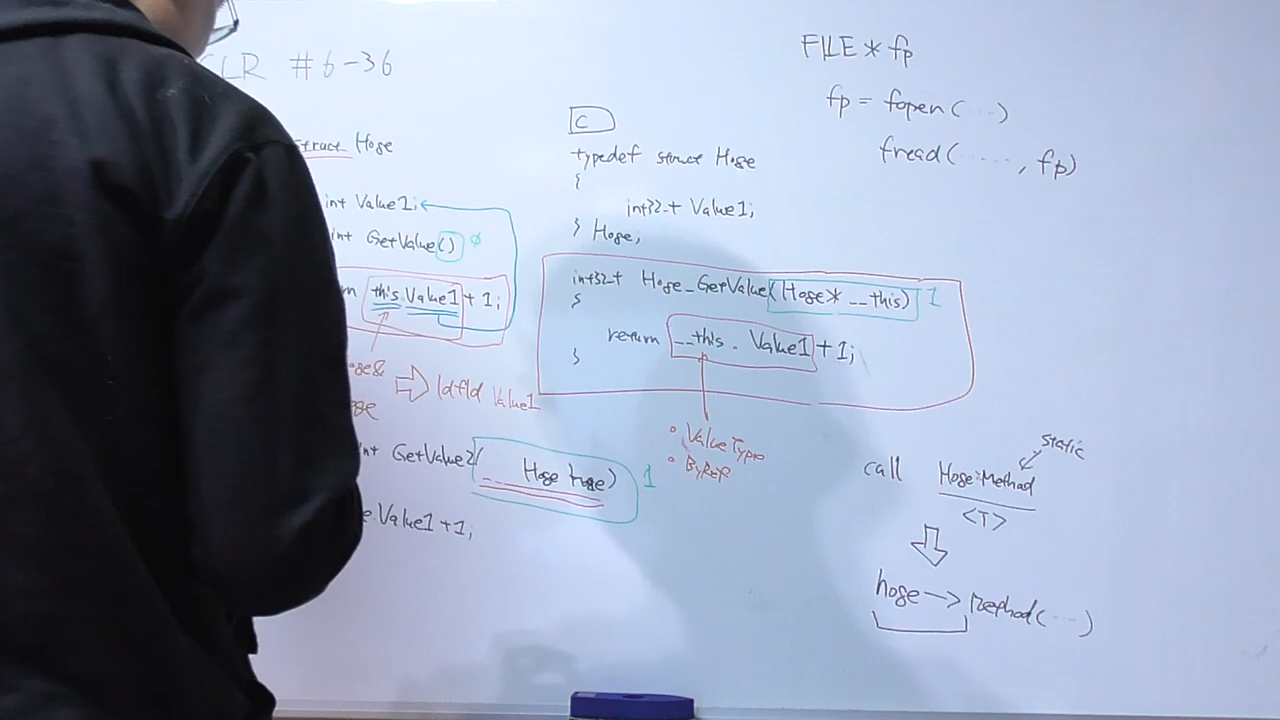 CLR #6-36
struct Hoge
int Value1;
int GetValue() ø
this.Value1 + 1;
Hoge&
ldfld Value1
int GetValue2( Hoge hoge) 1
Value1 + 1;
C
typedef struct Hoge
{
int32_t Value1;
} Hoge;
int32_t Hoge_GetValue(Hoge* __this) 1
{
return __this . Value1 + 1;
}
ValueType
ByRef
FILE * fp
fp = fopen( ... )
fread( ....., fp)
static
call Hoge::Method
<T>
hoge -> Method( ... )